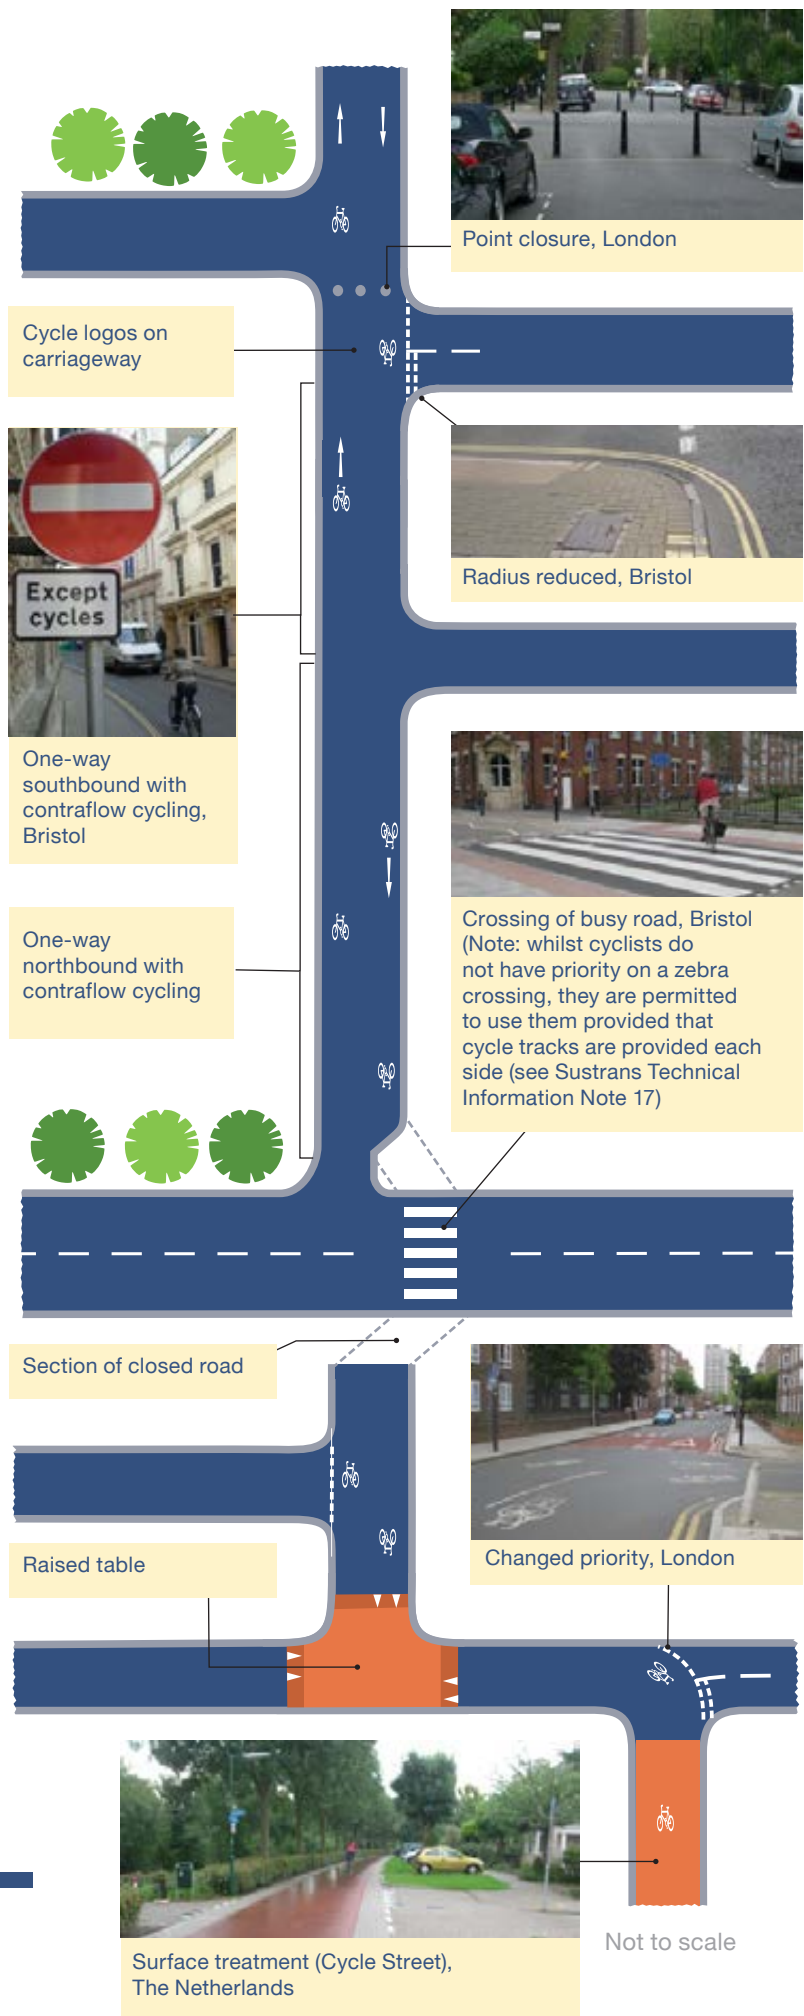 Point closure, London
Cycle logos on
carriageway
Except
cycles
Radius reduced, Bristol
One-way
southbound with
contraflow cycling,
Bristol
One-way
northbound with
contraflow cycling
Crossing of busy road, Bristol
(Note: whilst cyclists do
not have priority on a zebra
crossing, they are permitted
to use them provided that
cycle tracks are provided each
side (see Sustrans Technical
Information Note 17)
Section of closed road
Raised table
Changed priority, London
Surface treatment (Cycle Street),
The Netherlands
Not to scale